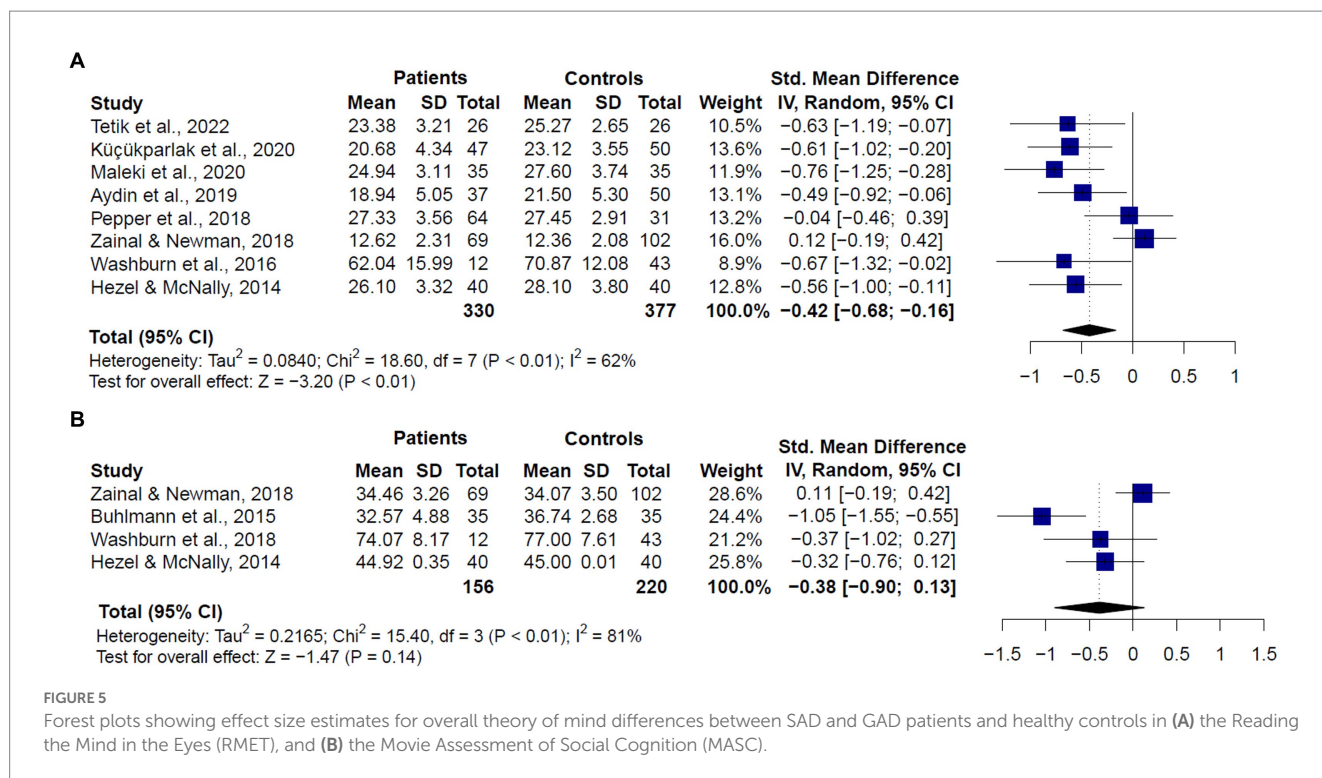 A
Patients Controls Std. Mean Difference
Study Mean SD Total Mean SD Total Weight IV, Random, 95% CI
Tetik et al., 2022 23.38 3.21 26 25.27 2.65 26 10.5% −0.63 [−1.19; −0.07]
Küçükparlak et al., 2020 20.68 4.34 47 23.12 3.55 50 13.6% −0.61 [−1.02; −0.20]
Maleki et al., 2020 24.94 3.11 35 27.60 3.74 35 11.9% −0.76 [−1.25; −0.28]
Aydin et al., 2019 18.94 5.05 37 21.50 5.30 50 13.1% −0.49 [−0.92; −0.06]
Pepper et al., 2018 27.33 3.56 64 27.45 2.91 31 13.2% −0.04 [−0.46; 0.39]
Zainal & Newman, 2018 12.62 2.31 69 12.36 2.08 102 16.0% 0.12 [−0.19; 0.42]
Washburn et al., 2016 62.04 15.99 12 70.87 12.08 43 8.9% −0.67 [−1.32; −0.02]
Hezel & McNally, 2014 26.10 3.32 40 28.10 3.80 40 12.8% −0.56 [−1.00; −0.11]
330 377 100.0% −0.42 [−0.68; −0.16]
Total (95% CI)
Heterogeneity: Tau² = 0.0840; Chi² = 18.60, df = 7 (P < 0.01); I² = 62%
Test for overall effect: Z = −3.20 (P < 0.01)
−1 −0.5 0 0.5 1
B
Patients Controls Std. Mean Difference
Study Mean SD Total Mean SD Total Weight IV, Random, 95% CI
Zainal & Newman, 2018 34.46 3.26 69 34.07 3.50 102 28.6% 0.11 [−0.19; 0.42]
Buhlmann et al., 2015 32.57 4.88 35 36.74 2.68 35 24.4% −1.05 [−1.55; −0.55]
Washburn et al., 2018 74.07 8.17 12 77.00 7.61 43 21.2% −0.37 [−1.02; 0.27]
Hezel & McNally, 2014 44.92 0.35 40 45.00 0.01 40 25.8% −0.32 [−0.76; 0.12]
156 220 100.0% −0.38 [−0.90; 0.13]
Total (95% CI)
Heterogeneity: Tau² = 0.2165; Chi² = 15.40, df = 3 (P < 0.01); I² = 81%
Test for overall effect: Z = −1.47 (P = 0.14)
−1.5 −1 −0.5 0 0.5 1 1.5
FIGURE 5
Forest plots showing effect size estimates for overall theory of mind differences between SAD and GAD patients and healthy controls in (A) the Reading
the Mind in the Eyes (RMET), and (B) the Movie Assessment of Social Cognition (MASC).